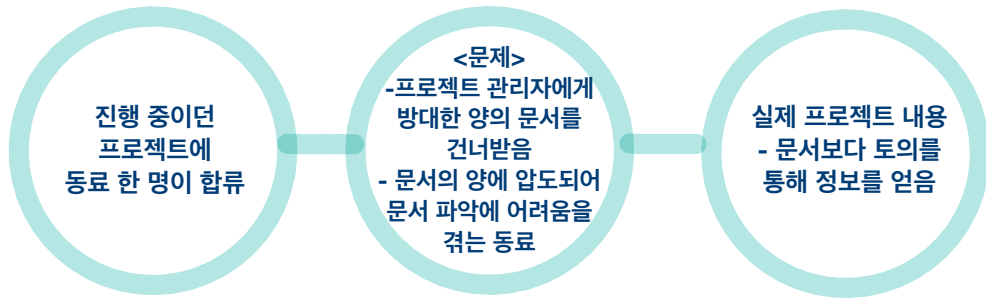 진행 중이던
프로젝트에
동료 한 명이 합류
<문제>
-프로젝트 관리자에게
방대한 양의 문서를
건너받음
- 문서의 양에 압도되어
문서 파악에 어려움을
겪는 동료
실제 프로젝트 내용
- 문서보다 토의를
통해 정보를 얻음